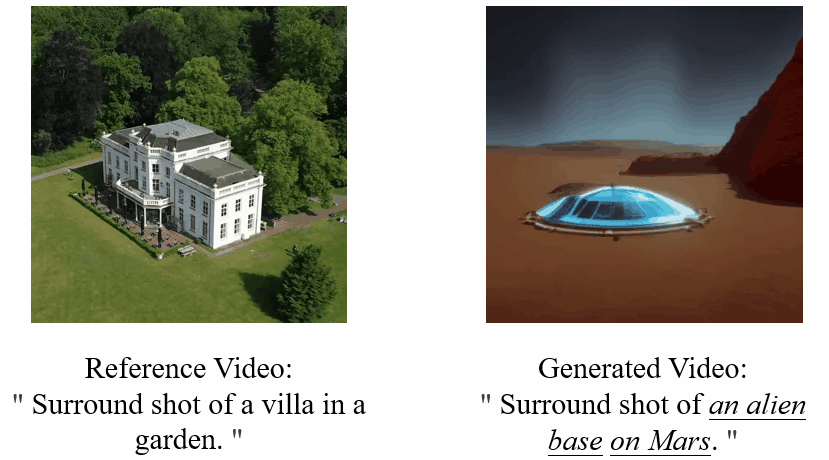 Reference Video:
" Surround shot of a villa in a
garden. "
Generated Video:
" Surround shot of an alien
base on Mars. "